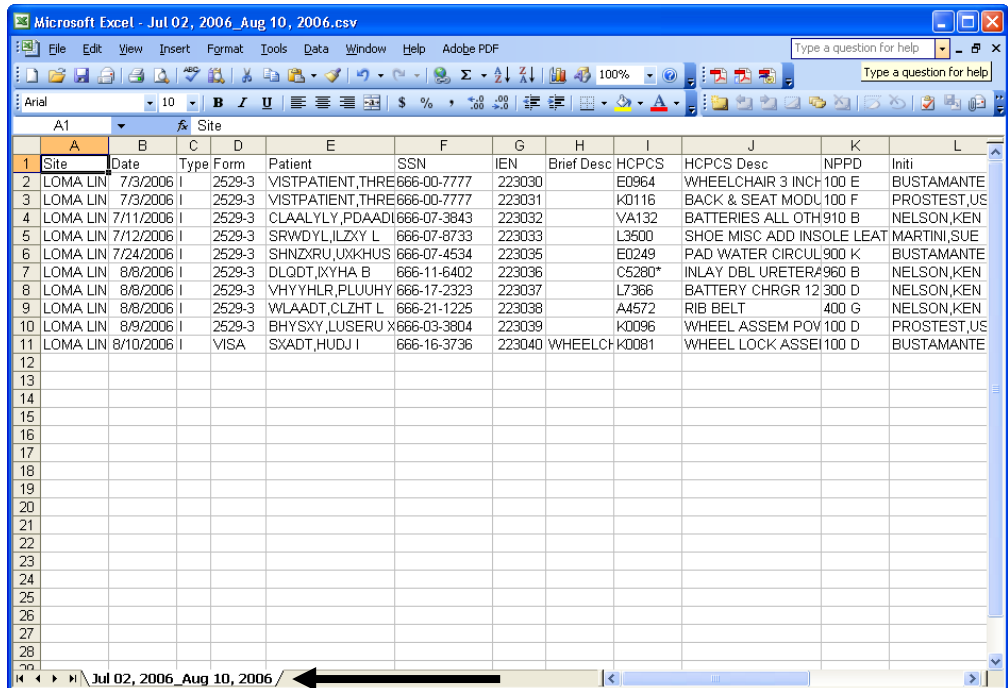 Microsoft Excel - Jul 02, 2006_Aug 10, 2006.csv
File Edit View Insert Format Tools Data Window Help Adobe PDF Type a question for help
100% Type a question for help
Arial 10 B I U $ % ,
A1 fx Site
A B C D E F G H I J K L
1 Site Date Type Form Patient SSN IEN Brief Desc HCPCS HCPCS Desc NPPD Initi
2 LOMA LIN 7/3/2006 I 2529-3 VISTPATIENT,THRE 666-00-7777 223030 E0964 WHEELCHAIR 3 INCH 100 E BUSTAMANTE
3 LOMA LIN 7/3/2006 I 2529-3 VISTPATIENT,THRE 666-00-7777 223031 K0116 BACK & SEAT MODU 100 F PROSTEST,US
4 LOMA LIN 7/11/2006 I 2529-3 CLAALYLY,PDAADI 666-07-3843 223032 VA132 BATTERIES ALL OTH 910 B NELSON,KEN
5 LOMA LIN 7/12/2006 I 2529-3 SRWDYL,ILZXY L 666-07-8733 223033 L3500 SHOE MISC ADD INSOLE LEAT MARTINI,SUE
6 LOMA LIN 7/24/2006 I 2529-3 SHNZXRU,UXKHUS 666-07-4534 223035 E0249 PAD WATER CIRCUL 900 K BUSTAMANTE
7 LOMA LIN 8/8/2006 I 2529-3 DLQDT,IXYHA B 666-11-6402 223036 C5280* INLAY DBL URETERA 960 B NELSON,KEN
8 LOMA LIN 8/8/2006 I 2529-3 VHYYHLR,PLUUHY 666-17-2323 223037 L7366 BATTERY CHRGR 12 300 D NELSON,KEN
9 LOMA LIN 8/8/2006 I 2529-3 WLAADT,CLZHT L 666-21-1225 223038 A4572 RIB BELT 400 G NELSON,KEN
10 LOMA LIN 8/9/2006 I 2529-3 BHYSXY,LUSERU X 666-03-3804 223039 K0096 WHEEL ASSEM POW 100 D PROSTEST,US
11 LOMA LIN 8/10/2006 I VISA SXADT,HUDJ I 666-16-3736 223040 WHEELCH K0081 WHEEL LOCK ASSEI 100 D BUSTAMANTE
12
13
14
15
16
17
18
19
20
21
22
23
24
25
26
27
28
29
Jul 02, 2006_Aug 10, 2006